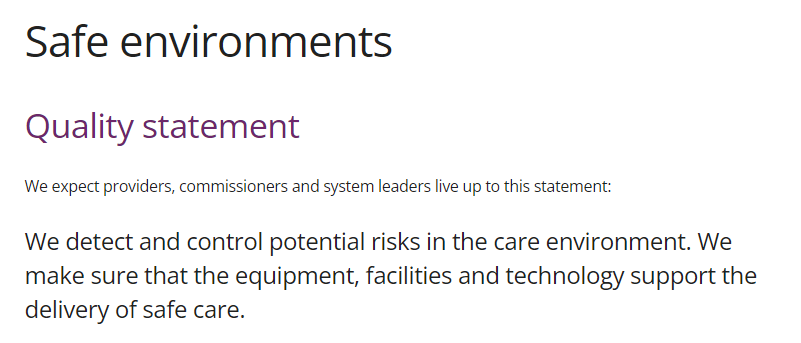 Safe environments
Quality statement
We expect providers, commissioners and system leaders live up to this statement:
We detect and control potential risks in the care environment. We
make sure that the equipment, facilities and technology support the
delivery of safe care.